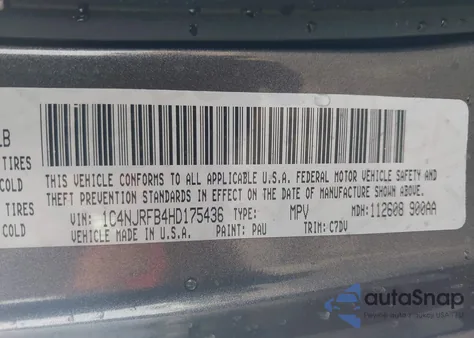 LB
TIRES
COLD
TIRES
COLD
THIS VEHICLE CONFORMS TO ALL APPLICABLE U.S.A. FEDERAL MOTOR VEHICLE SAFETY AND
THEFT PREVENTION STANDARDS IN EFFECT ON THE DATE OF MANUFACTURE SHOWN ABOVE.
VIN: 1C4NJRFB4HD175436 TYPE: MPV MDH: 112608 900AA
VEHICLE MADE IN U.S.A. PAINT: PAU TRIM: C7DV
autoSnap